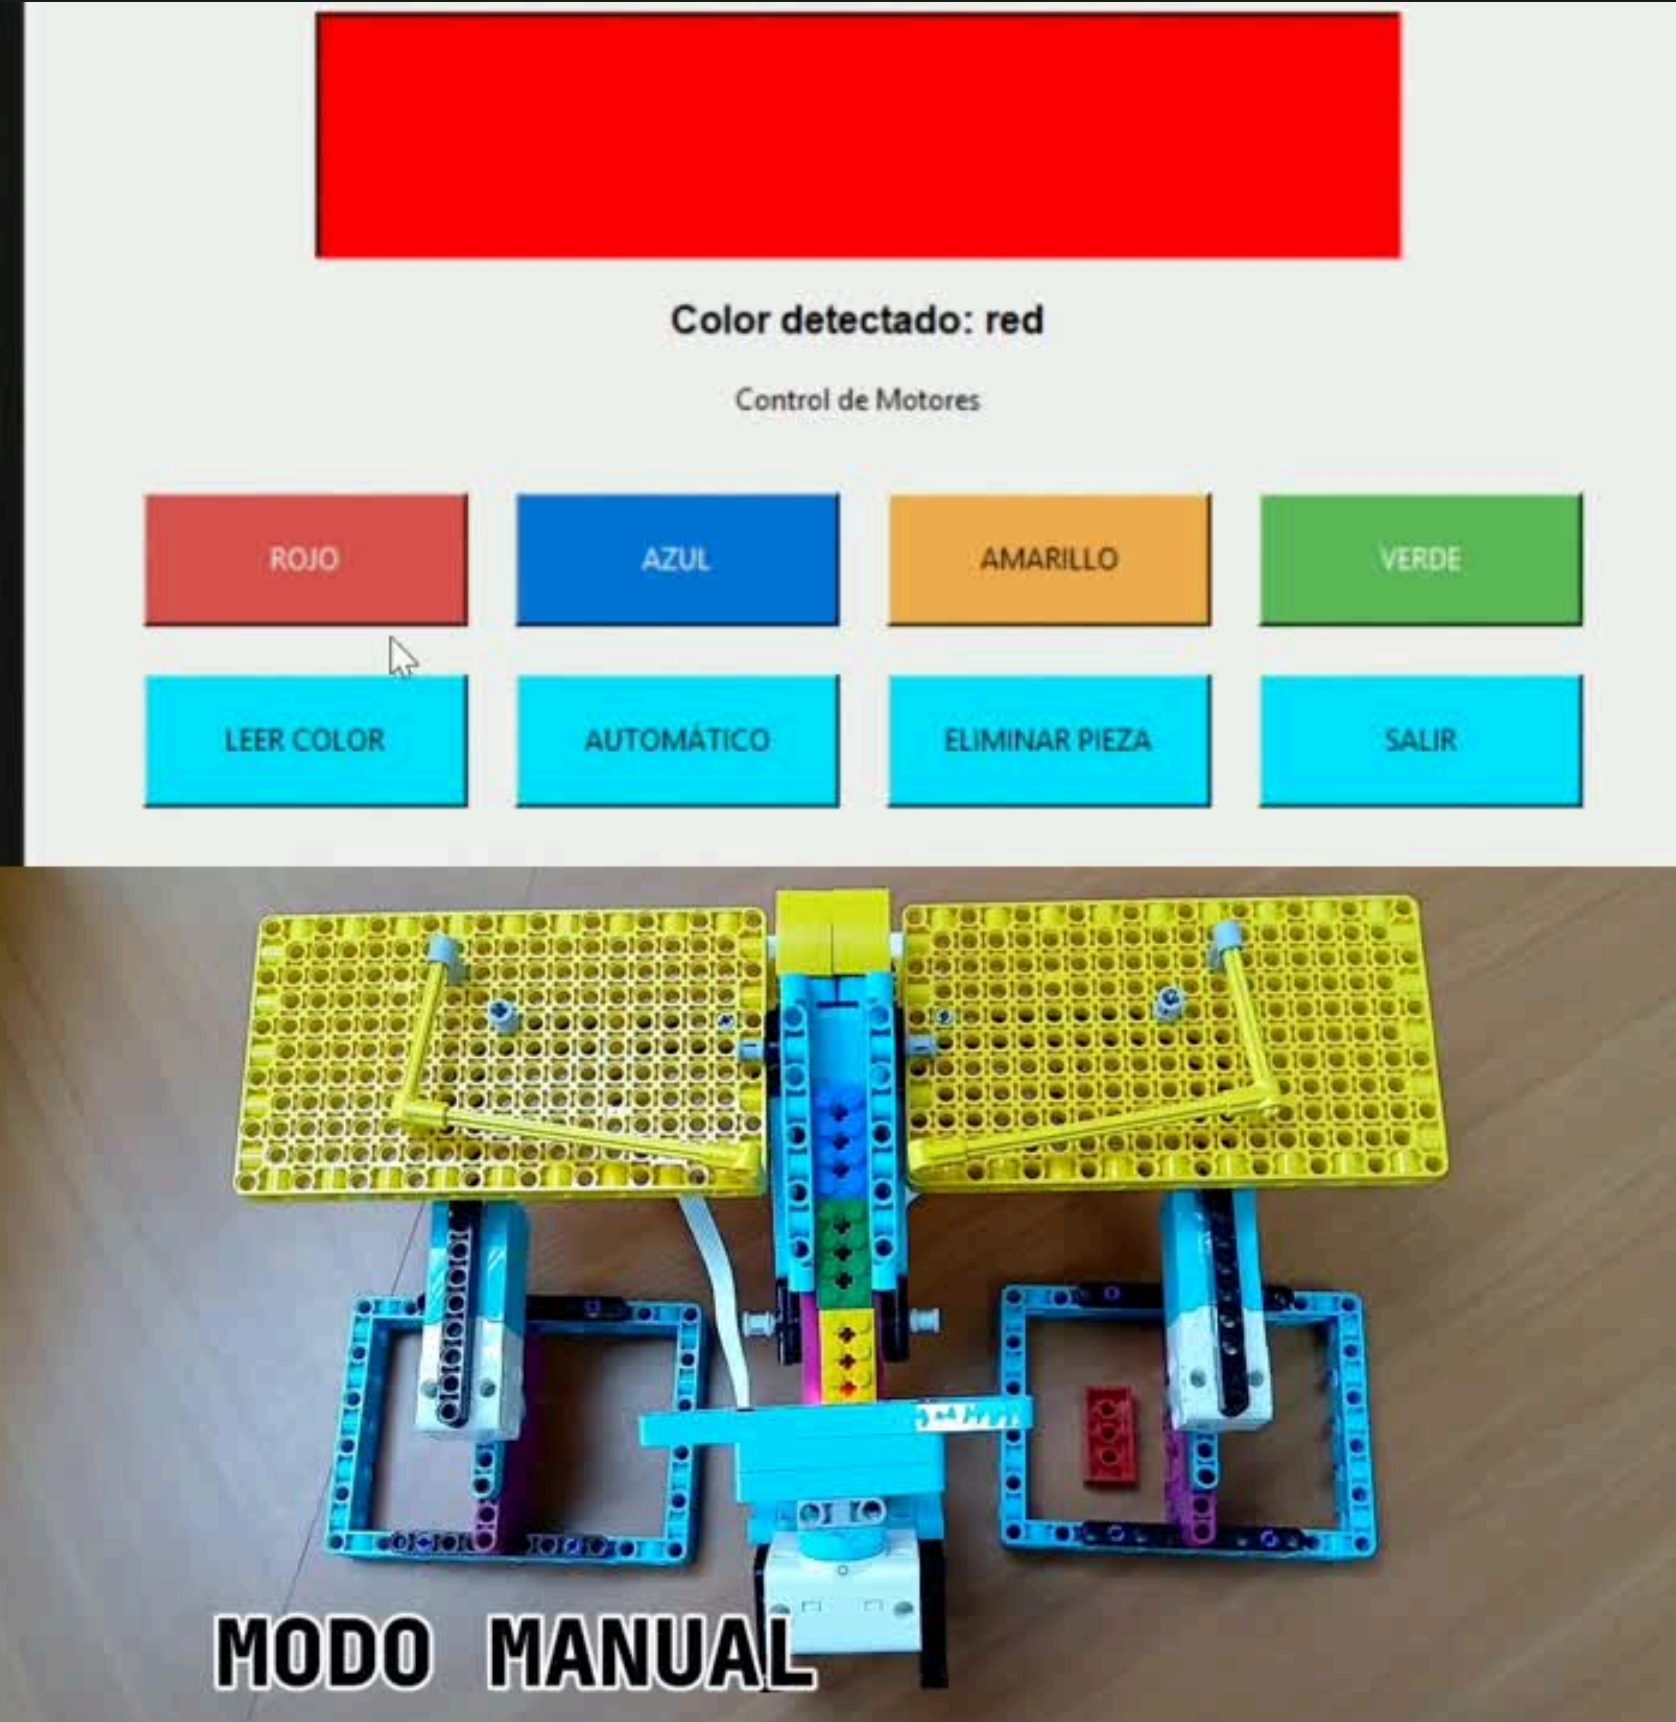 Color detectado: red
Control de Motores
ROJO
AZUL
AMARILLO
VERDE
LEER COLOR
AUTOMÁTICO
ELIMINAR PIEZA
SALIR
MODO MANUAL